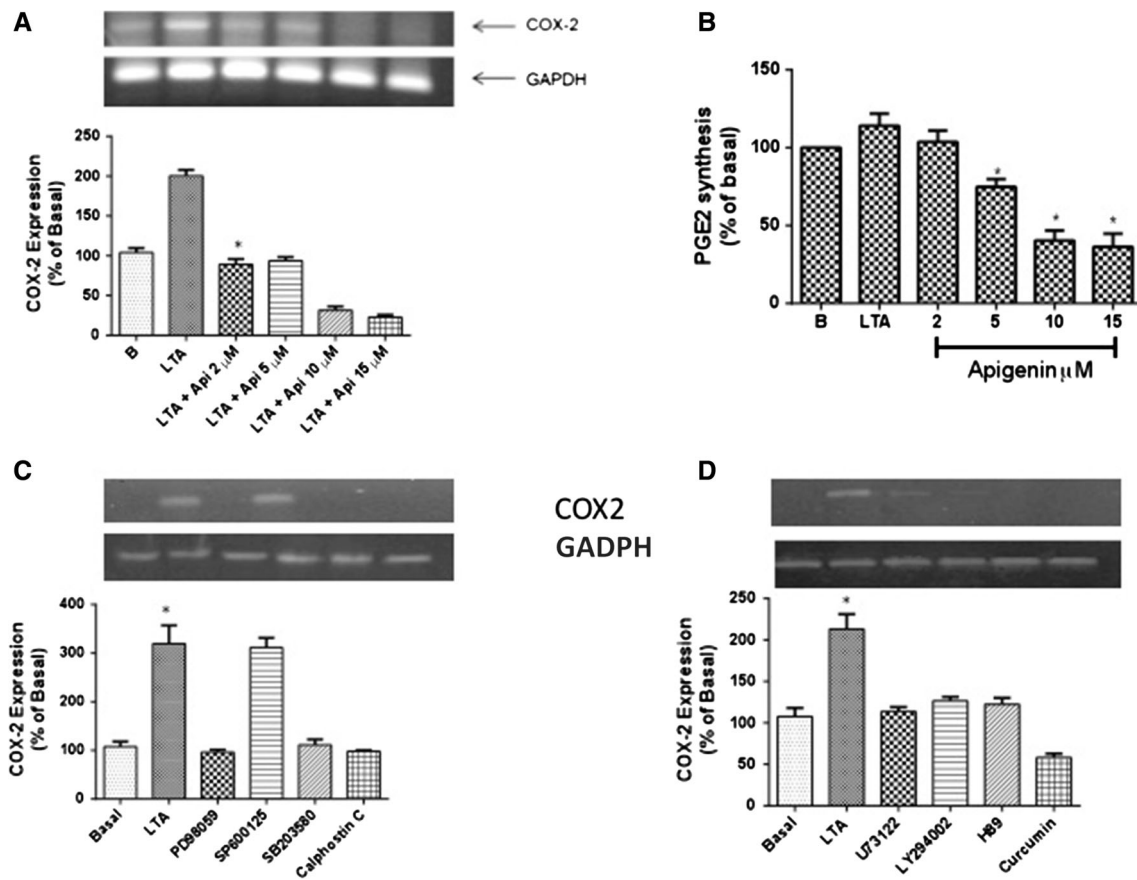 A
COX-2
GAPDH
COX-2 Expression
(% of Basal)
250
200
150
100
50
0
B
LTA
LTA + Api 2 μM
LTA + Api 5 μM
LTA + Api 10 μM
LTA + Api 15 μM
*
B
PGE2 synthesis
(% of basal)
150
100
50
0
B
LTA
2
5
10
15
*
*
*
Apigenin μM
C
COX2
GADPH
COX-2 Expression
(% of Basal)
400
300
200
100
0
*
Basal
LTA
PD98059
SP600125
SB203580
Calphostin C
D
COX-2 Expression
(% of Basal)
250
200
150
100
50
0
*
Basal
LTA
U73122
LY294002
H89
Curcumin